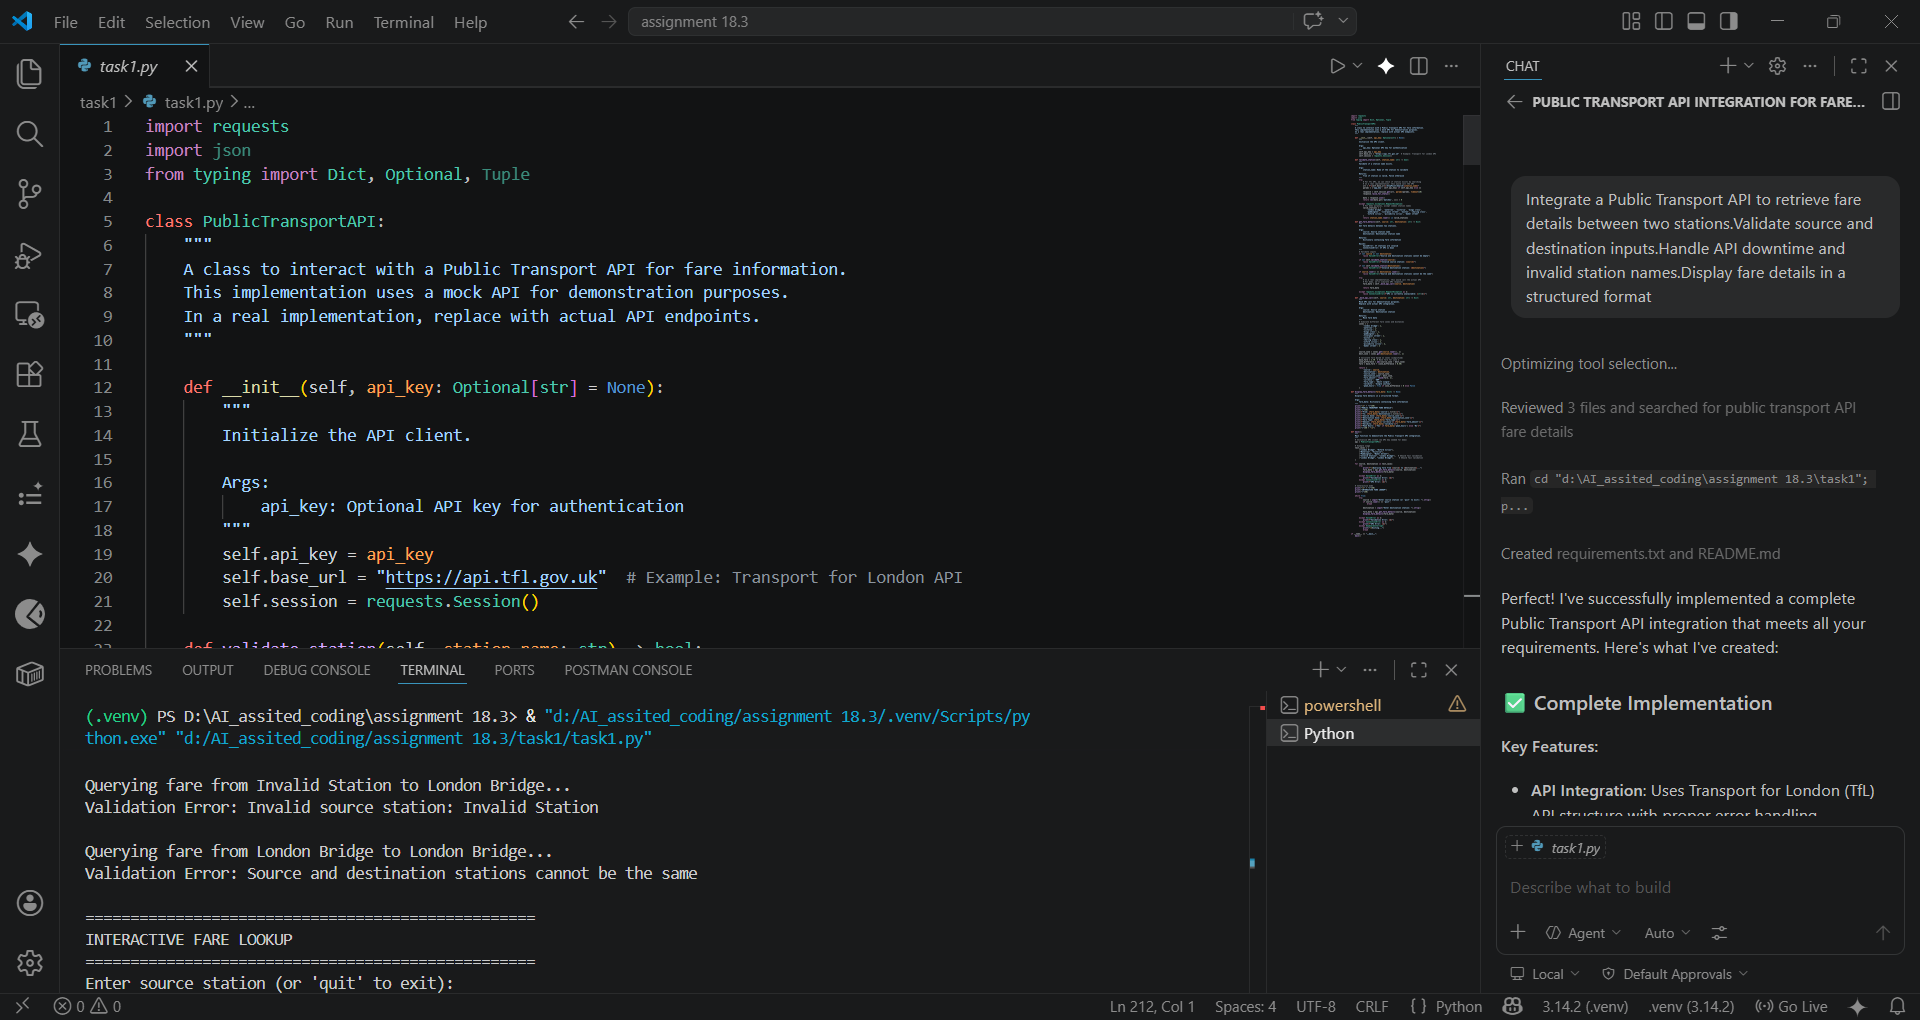 File Edit Selection View Go Run Terminal Help
assignment 18.3
task1.py
task1 > task1.py > ...
1 import requests
2 import json
3 from typing import Dict, Optional, Tuple
4
5 class PublicTransportAPI:
6 """
7 A class to interact with a Public Transport API for fare information.
8 This implementation uses a mock API for demonstration purposes.
9 In a real implementation, replace with actual API endpoints.
10 """
11
12 def __init__(self, api_key: Optional[str] = None):
13 """
14 Initialize the API client.
15
16 Args:
17 api_key: Optional API key for authentication
18 """
19 self.api_key = api_key
20 self.base_url = "https://api.tfl.gov.uk" # Example: Transport for London API
21 self.session = requests.Session()
22
23 def validate_station(self, station_name: str) -> bool:
PROBLEMS OUTPUT DEBUG CONSOLE TERMINAL PORTS POSTMAN CONSOLE
(.venv) PS D:\AI_assited_coding\assignment 18.3> & "d:/AI_assited_coding/assignment 18.3/.venv/Scripts/py
thon.exe" "d:/AI_assited_coding/assignment 18.3/task1/task1.py"
Querying fare from Invalid Station to London Bridge...
Validation Error: Invalid source station: Invalid Station
Querying fare from London Bridge to London Bridge...
Validation Error: Source and destination stations cannot be the same
==================================================
INTERACTIVE FARE LOOKUP
==================================================
Enter source station (or 'quit' to exit):
powershell
Python
CHAT
PUBLIC TRANSPORT API INTEGRATION FOR FARE...
Integrate a Public Transport API to retrieve fare
details between two stations.Validate source and
destination inputs.Handle API downtime and
invalid station names.Display fare details in a
structured format
Optimizing tool selection...
Reviewed 3 files and searched for public transport API
fare details
Ran cd "d:\AI_assited_coding\assignment 18.3\task1";
p...
Created requirements.txt and README.md
Perfect! I've successfully implemented a complete
Public Transport API integration that meets all your
requirements. Here's what I've created:
✅ Complete Implementation
Key Features:
• API Integration: Uses Transport for London (TfL)
API structure with proper error handling
task1.py
Describe what to build
Agent Auto
Local Default Approvals
0 0 Ln 212, Col 1 Spaces: 4 UTF-8 CRLF { } Python 3.14.2 (.venv) .venv (3.14.2) Go Live